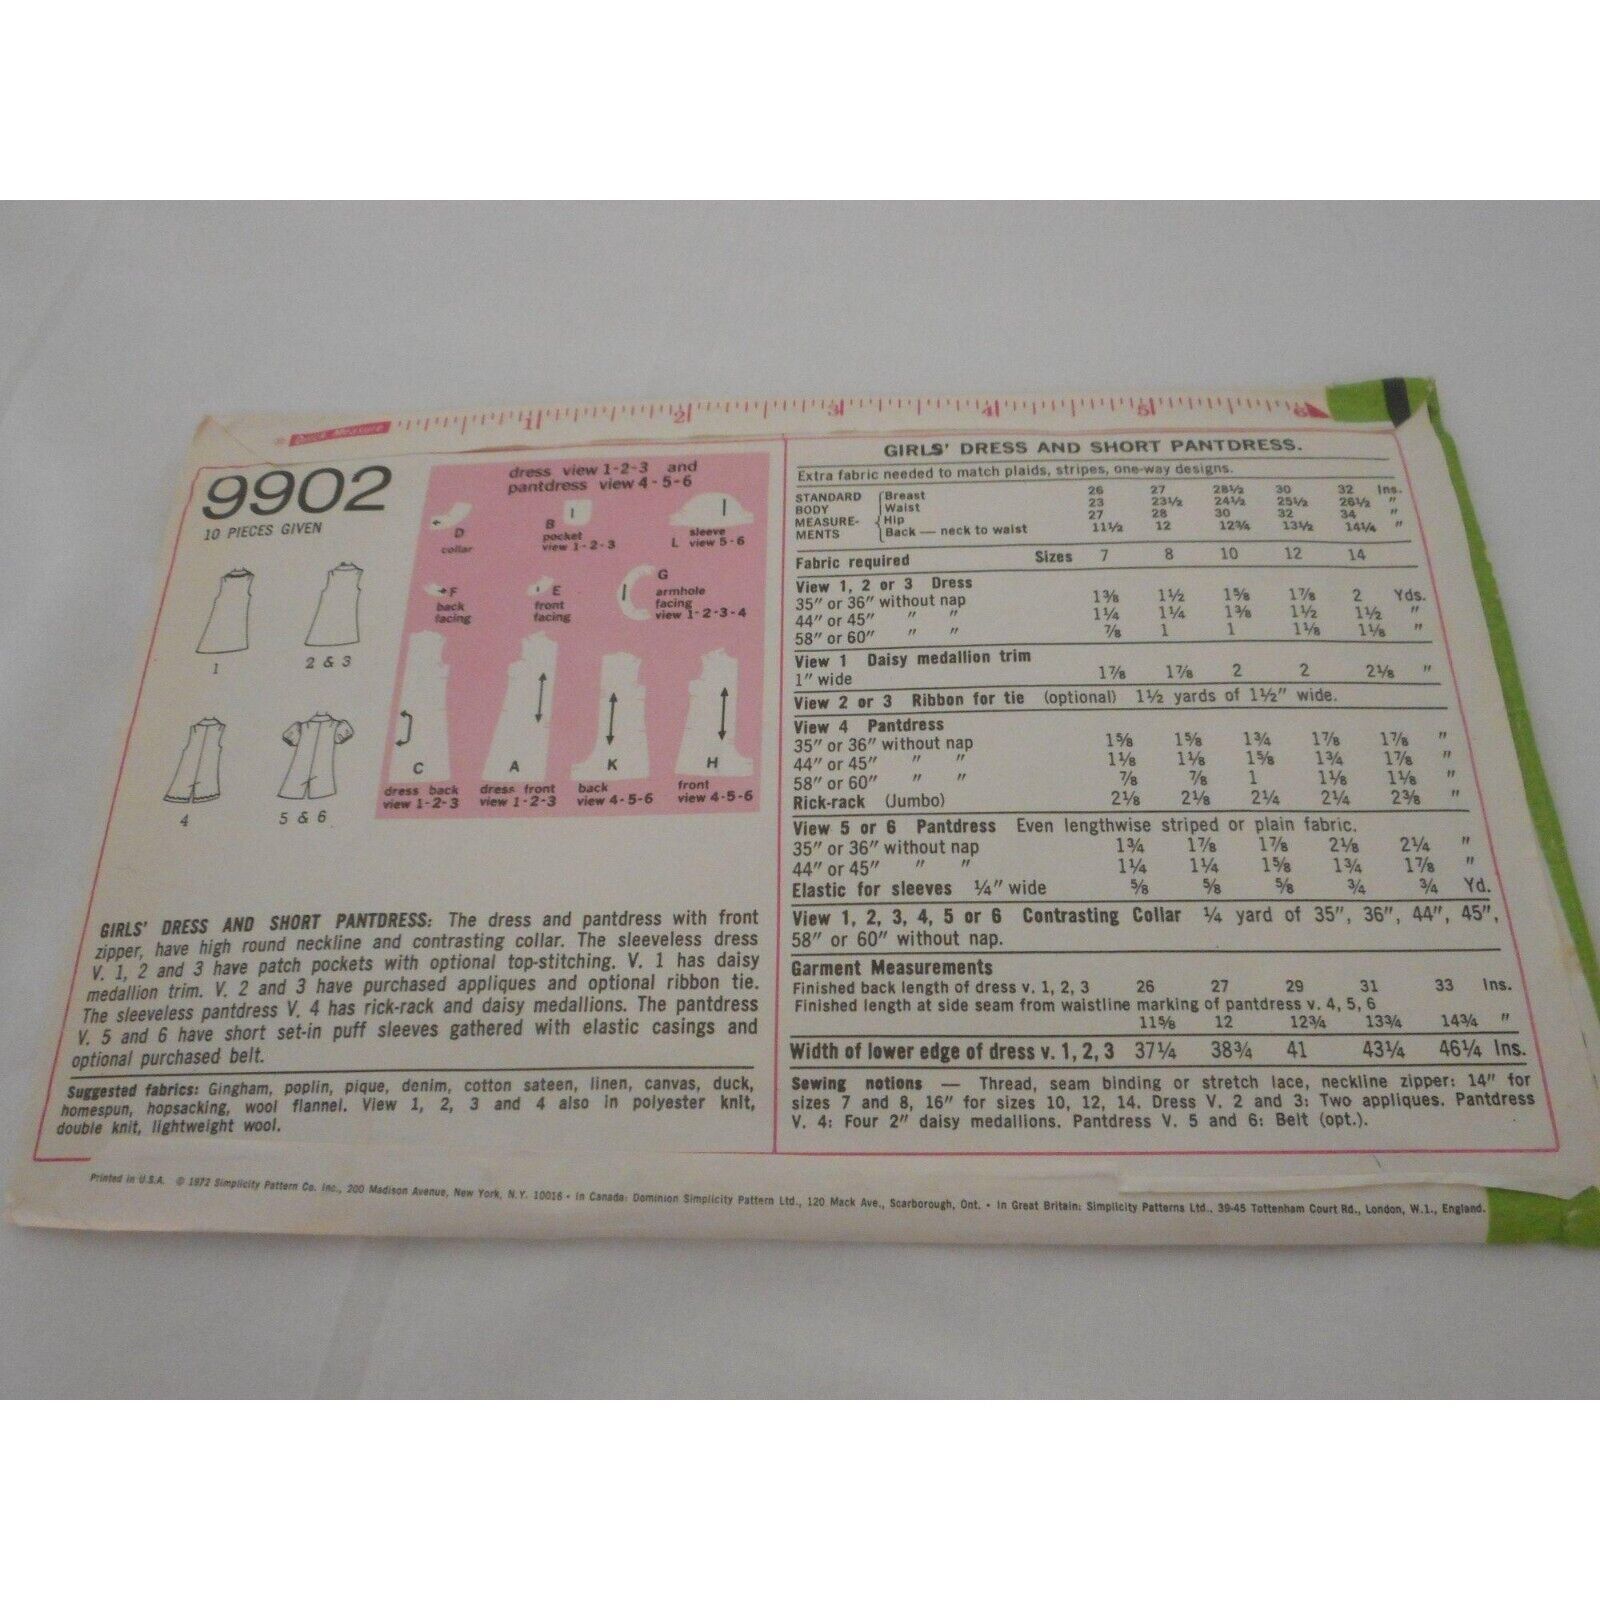 Quick Measure 1 2 3 4 5 6
9902
10 PIECES GIVEN
1
2 & 3
4
5 & 6
dress view 1-2-3 and
pantdress view 4-5-6
D
collar
B
pocket
view 1-2-3
sleeve
L view 5-6
F
back
facing
E
front
facing
G
armhole
facing
view 1-2-3-4
C
dress back
view 1-2-3
A
dress front
view 1-2-3
K
back
view 4-5-6
H
front
view 4-5-6
GIRLS' DRESS AND SHORT PANTDRESS: The dress and pantdress with front
zipper, have high round neckline and contrasting collar. The sleeveless dress
V. 1, 2 and 3 have patch pockets with optional top-stitching. V. 1 has daisy
medallion trim. V. 2 and 3 have purchased appliques and optional ribbon tie.
The sleeveless pantdress V. 4 has rick-rack and daisy medallions. The pantdress
V. 5 and 6 have short set-in puff sleeves gathered with elastic casings and
optional purchased belt.
Suggested fabrics: Gingham, poplin, pique, denim, cotton sateen, linen, canvas, duck,
homespun, hopsacking, wool flannel. View 1, 2, 3 and 4 also in polyester knit,
double knit, lightweight wool.
GIRLS' DRESS AND SHORT PANTDRESS.
Extra fabric needed to match plaids, stripes, one-way designs.
STANDARD BODY MEASURE-MENTS
Breast 26 27 28½ 30 32 Ins.
Waist 23 23½ 24½ 25½ 26½ "
Hip 27 28 30 32 34 "
Back — neck to waist 11½ 12 12¾ 13½ 14¼ "
Fabric required Sizes 7 8 10 12 14
View 1, 2 or 3 Dress
35" or 36" without nap 1⅜ 1½ 1⅝ 1⅞ 2 Yds.
44" or 45" " " 1¼ 1¼ 1⅜ 1½ 1½ "
58" or 60" " " ⅞ 1 1 1⅛ 1⅛ "
View 1 Daisy medallion trim
1" wide 1⅞ 1⅞ 2 2 2⅛ "
View 2 or 3 Ribbon for tie (optional) 1½ yards of 1½" wide.
View 4 Pantdress
35" or 36" without nap 1⅝ 1⅝ 1¾ 1⅞ 1⅞ "
44" or 45" " " 1⅛ 1⅛ 1⅝ 1¾ 1⅞ "
58" or 60" " " ⅞ ⅞ 1 1⅛ 1⅛ "
Rick-rack (Jumbo) 2⅛ 2⅛ 2¼ 2¼ 2⅜ "
View 5 or 6 Pantdress Even lengthwise striped or plain fabric.
35" or 36" without nap 1¾ 1⅞ 1⅞ 2⅛ 2¼ "
44" or 45" " " 1¼ 1¼ 1⅝ 1¾ 1⅞ "
Elastic for sleeves ¼" wide ⅝ ⅝ ⅝ ¾ ¾ Yd.
View 1, 2, 3, 4, 5 or 6 Contrasting Collar ¼ yard of 35", 36", 44", 45",
58" or 60" without nap.
Garment Measurements
Finished back length of dress v. 1, 2, 3 26 27 29 31 33 Ins.
Finished length at side seam from waistline marking of pantdress v. 4, 5, 6
11⅝ 12 12¾ 13¾ 14¾ "
Width of lower edge of dress v. 1, 2, 3 37¼ 38¾ 41 43¼ 46¼ Ins.
Sewing notions — Thread, seam binding or stretch lace, neckline zipper: 14" for
sizes 7 and 8, 16" for sizes 10, 12, 14. Dress V. 2 and 3: Two appliques. Pantdress
V. 4: Four 2" daisy medallions. Pantdress V. 5 and 6: Belt (opt.).
Printed in U.S.A. © 1972 Simplicity Pattern Co. Inc., 200 Madison Avenue, New York, N.Y. 10016 • In Canada: Dominion Simplicity Pattern Ltd., 120 Mack Ave., Scarborough, Ont. • In Great Britain: Simplicity Patterns Ltd., 39-45 Tottenham Court Rd., London, W.1., England.